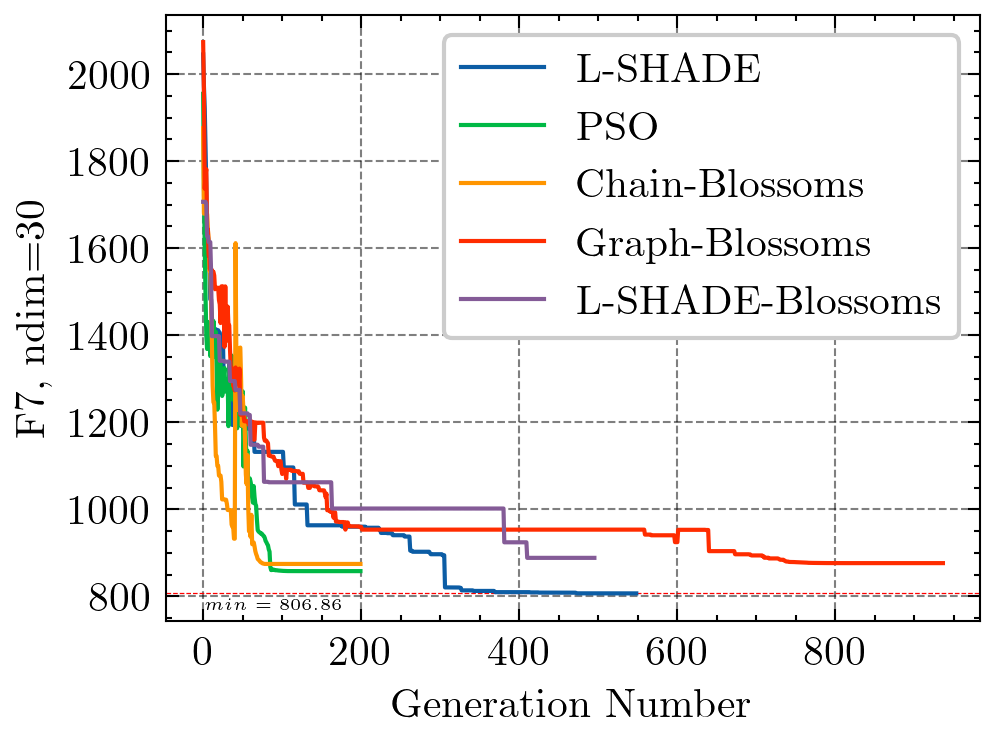 F7, ndim=30
2000
1800
1600
1400
1200
1000
800
L-SHADE
PSO
Chain-Blossoms
Graph-Blossoms
L-SHADE-Blossoms
min = 806.86
0
200
400
600
800
Generation Number